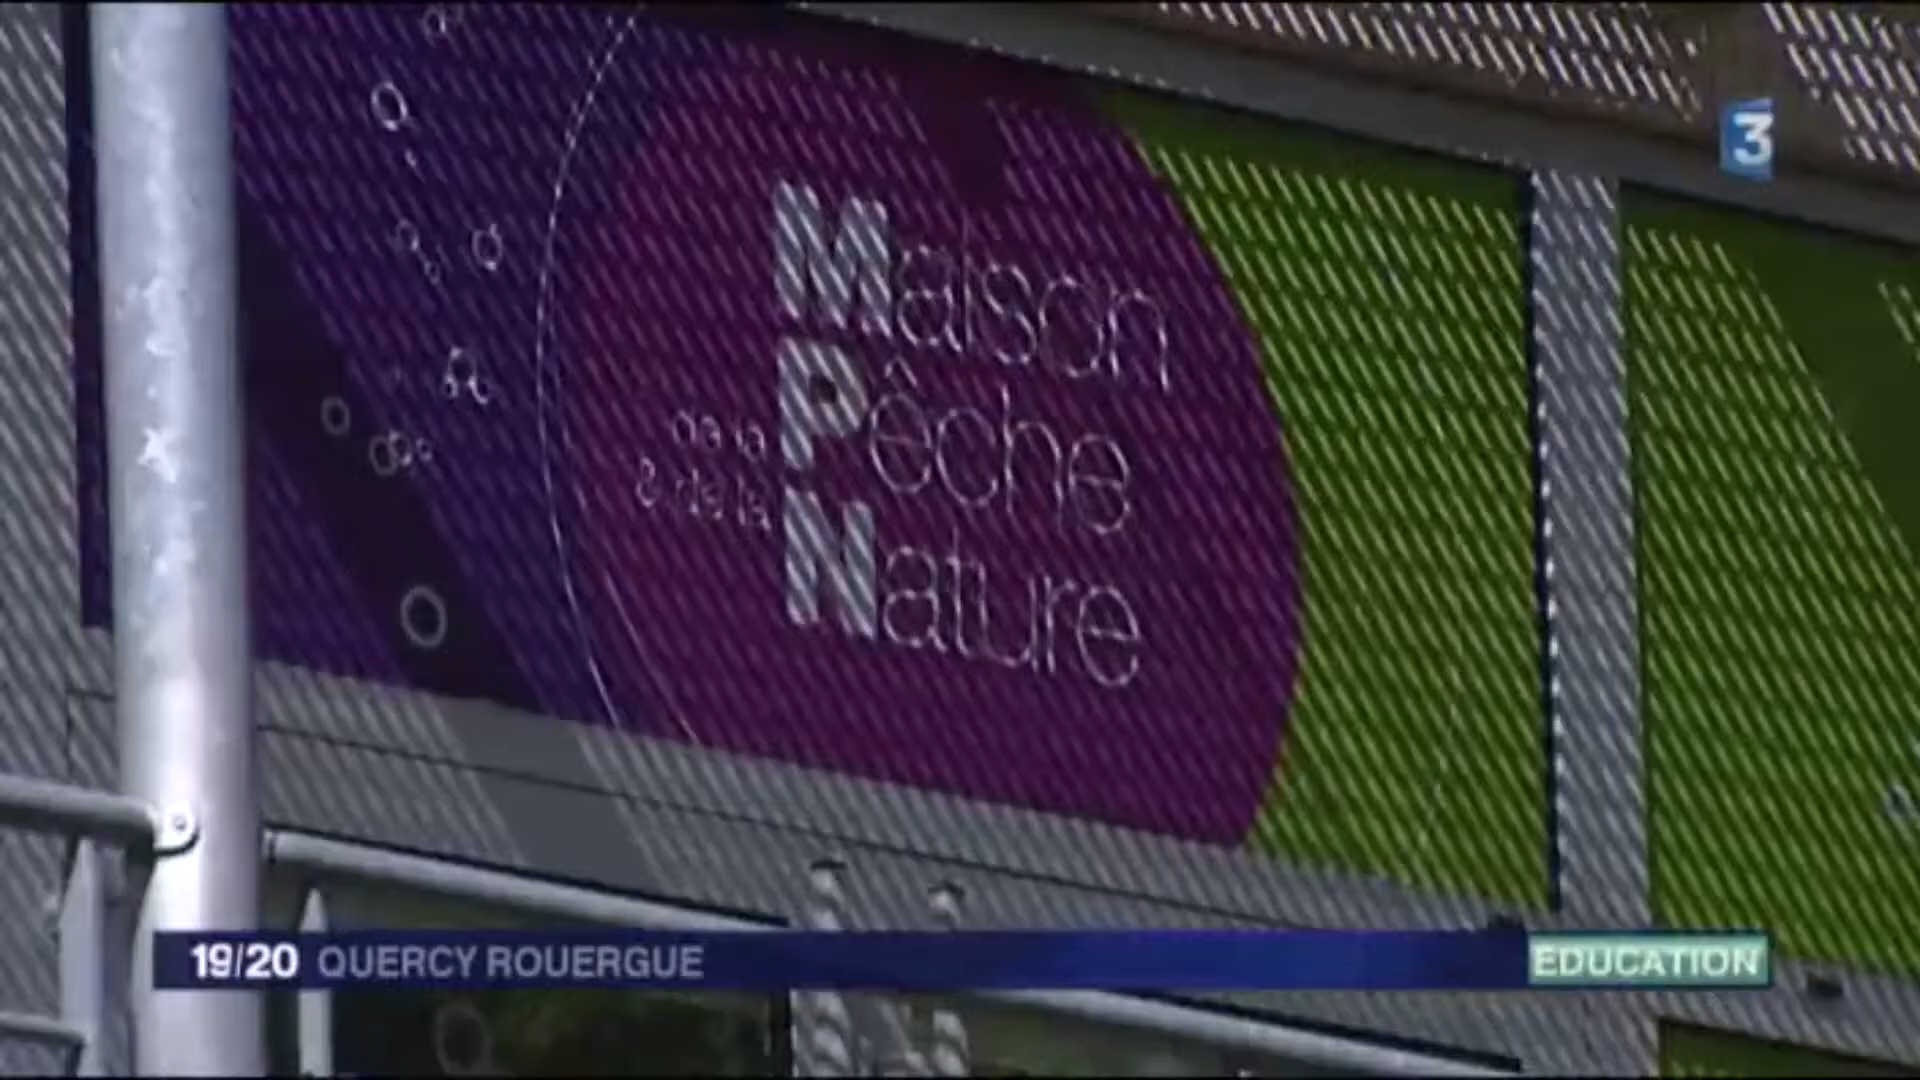 3
Maison
de la Pêche
& de la Nature
19/20 QUERCY ROUERGUE
EDUCATION